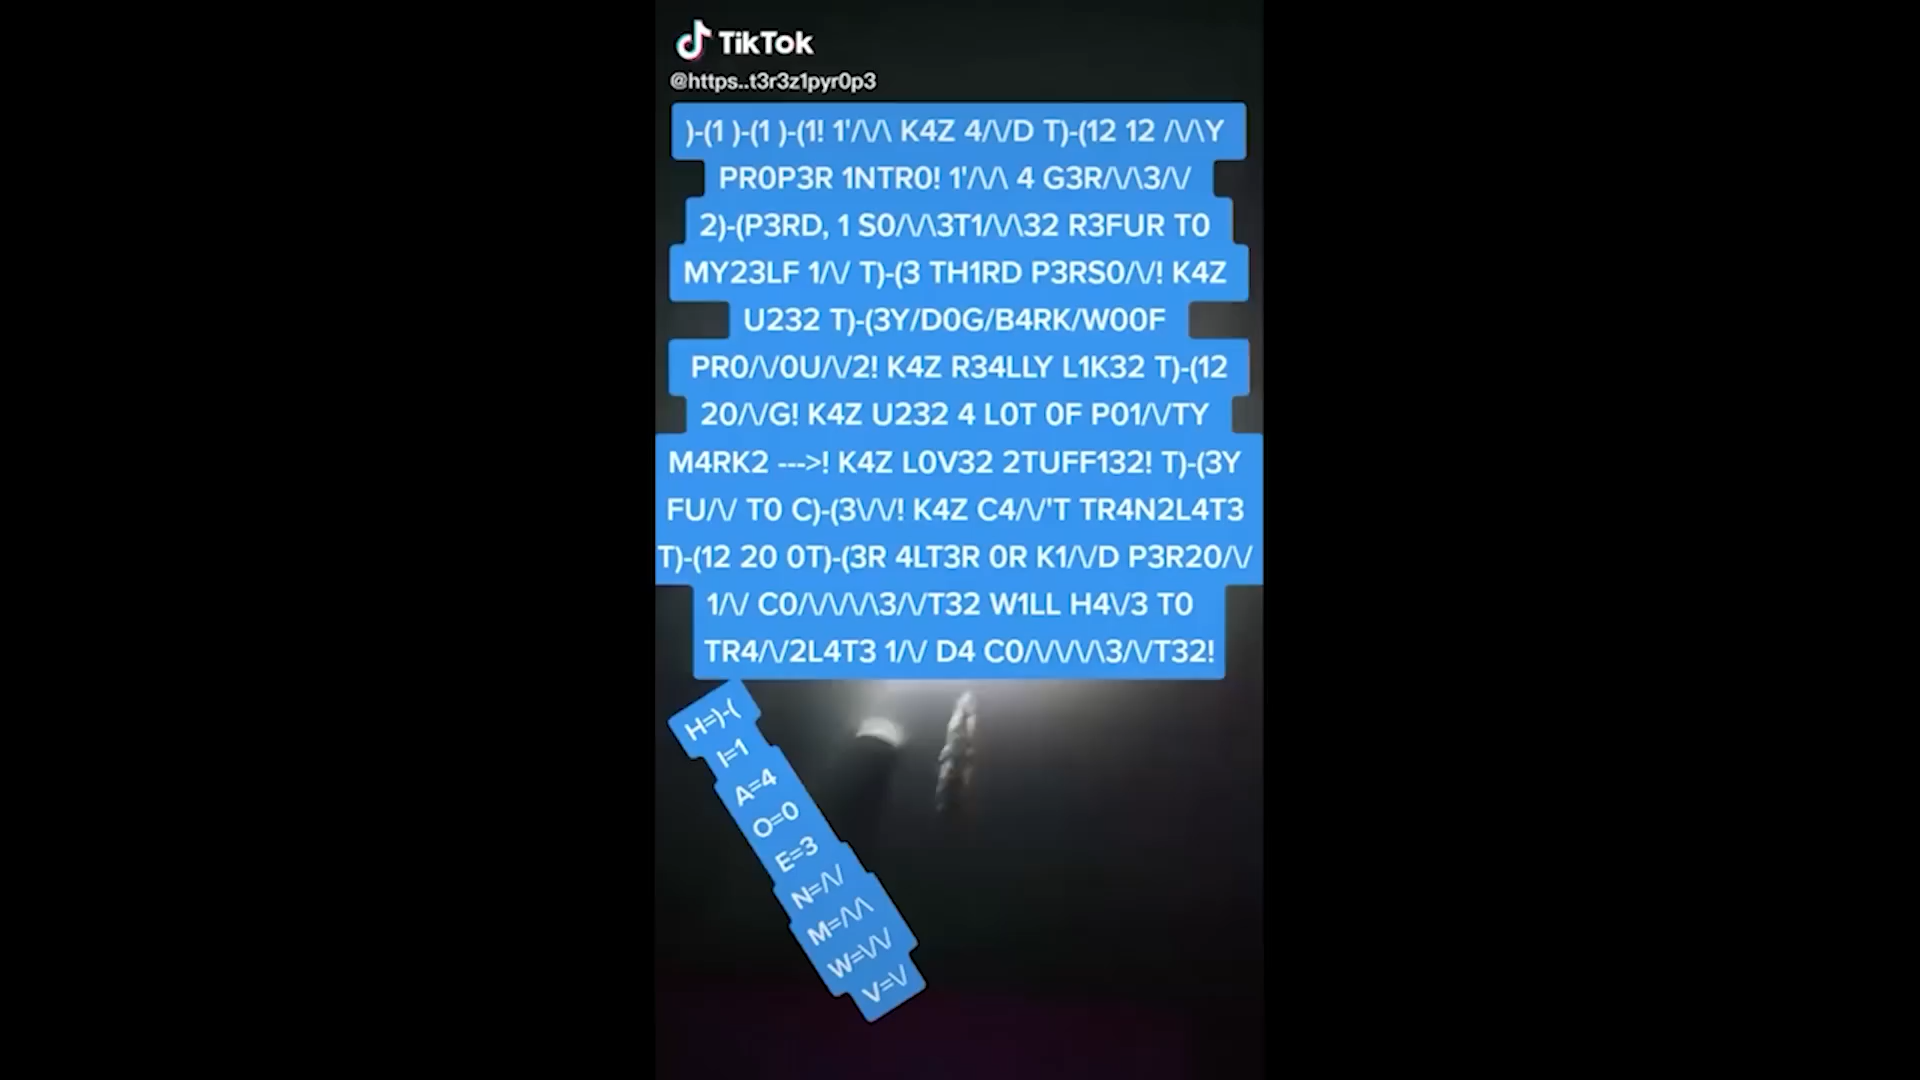 TikTok
@https..t3r3z1pyr0p3
)-(1 )-(1 )-(1! 1'/\/\ K4Z 4/\/D T)-(12 12 /\/\Y
PR0P3R 1NTR0! 1'/\/\ 4 G3R/\/\3/\/
2)-(P3RD, 1 S0/\/\3T1/\/\32 R3FUR T0
MY23LF 1/\/ T)-(3 TH1RD P3RS0/\/! K4Z
U232 T)-(3Y/D0G/B4RK/W00F
PR0/\/0U/\/2! K4Z R34LLY L1K32 T)-(12
20/\/G! K4Z U232 4 L0T 0F P01/\/TY
M4RK2 --->! K4Z L0V32 2TUFF132! T)-(3Y
FU/\/ T0 C)-(3\/\/! K4Z C4/\/'T TR4N2L4T3
T)-(12 20 0T)-(3R 4LT3R 0R K1/\/D P3R20/\/
1/\/ C0/\/\/\/\3/\/T32 W1LL H4\/3 T0
TR4/\/2L4T3 1/\/ D4 C0/\/\/\/\3/\/T32!
H=)-(
I=1
A=4
O=0
E=3
N=/\/
M=/\/\
W=\/\/
V=\/